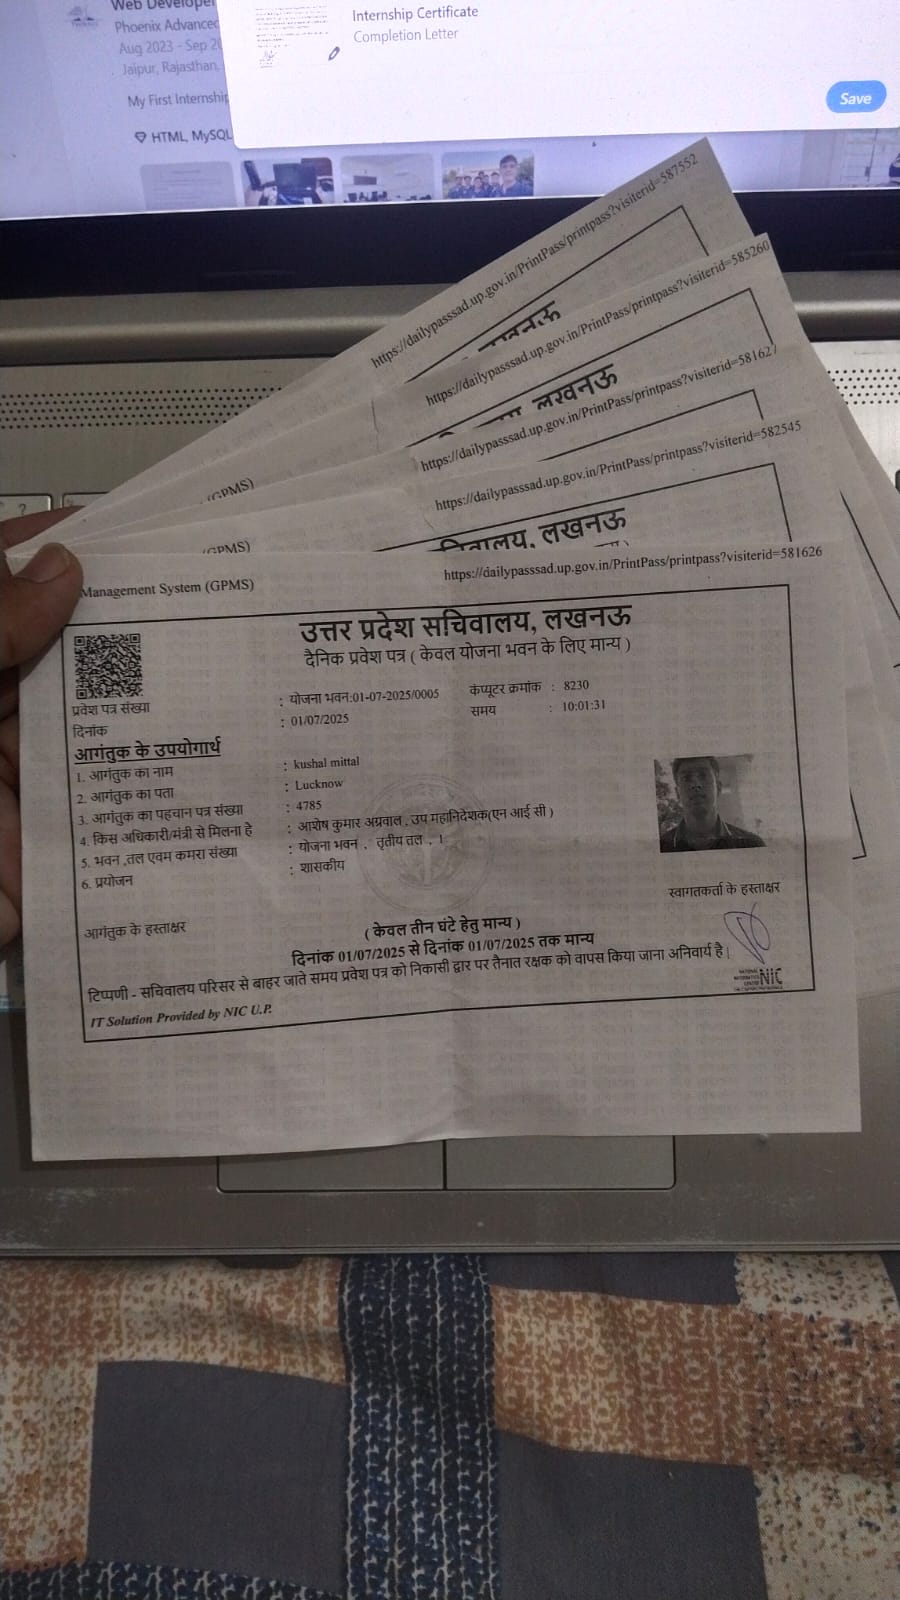 Web Developer
Phoenix Advanced
Aug 2023 - Sep 20
Jaipur, Rajasthan,
My First Internship
HTML, MySQL
Internship Certificate
Completion Letter
Save
https://dailypasssad.up.gov.in/PrintPass/printpass?visiterid=587552
लखनऊ
https://dailypasssad.up.gov.in/PrintPass/printpass?visiterid=585260
लखनऊ
https://dailypasssad.up.gov.in/PrintPass/printpass?visiterid=581627
(GPMS)
https://dailypasssad.up.gov.in/PrintPass/printpass?visiterid=582545
सचिवालय, लखनऊ
(GPMS)
Management System (GPMS)
https://dailypasssad.up.gov.in/PrintPass/printpass?visiterid=581626
उत्तर प्रदेश सचिवालय, लखनऊ
दैनिक प्रवेश पत्र ( केवल योजना भवन के लिए मान्य )
प्रवेश पत्र संख्या : योजना भवन:01-07-2025/0005 कंप्यूटर क्रमांक : 8230
दिनांक : 01/07/2025 समय : 10:01:31
आगंतुक के उपयोगार्थ
1. आगंतुक का नाम : kushal mittal
2. आगंतुक का पता : Lucknow
3. आगंतुक का पहचान पत्र संख्या : 4785
4. किस अधिकारी/मंत्री से मिलना है : आशेष कुमार अग्रवाल , उप महानिदेशक(एन आई सी )
5. भवन ,तल एवम कमरा संख्या : योजना भवन , तृतीय तल , ।
6. प्रयोजन : शासकीय
आगंतुक के हस्ताक्षर
स्वागतकर्ता के हस्ताक्षर
( केवल तीन घंटे हेतु मान्य )
दिनांक 01/07/2025 से दिनांक 01/07/2025 तक मान्य
टिप्पणी - सचिवालय परिसर से बाहर जाते समय प्रवेश पत्र को निकासी द्वार पर तैनात रक्षक को वापस किया जाना अनिवार्य है |
NIC
IT Solution Provided by NIC U.P.